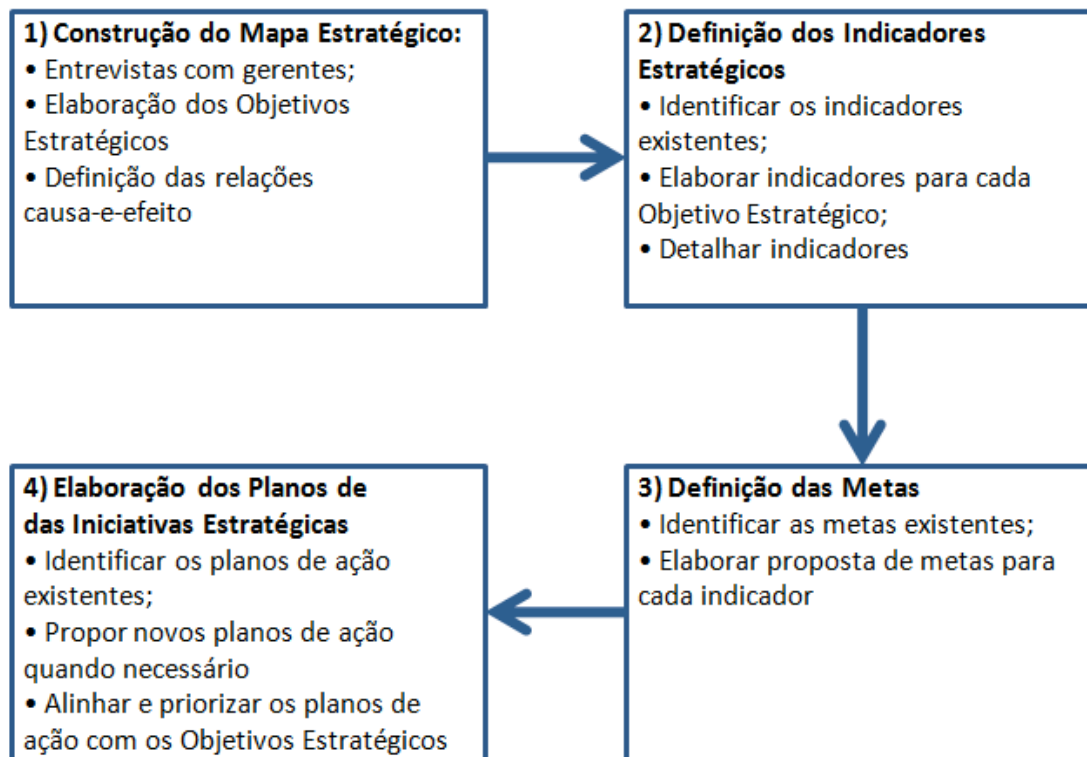 1) Construção do Mapa Estratégico:
• Entrevistas com gerentes;
• Elaboração dos Objetivos
Estratégicos
• Definição das relações
causa-e-efeito
2) Definição dos Indicadores
Estratégicos
• Identificar os indicadores
existentes;
• Elaborar indicadores para cada
Objetivo Estratégico;
• Detalhar indicadores
3) Definição das Metas
• Identificar as metas existentes;
• Elaborar proposta de metas para
cada indicador
4) Elaboração dos Planos de
das Iniciativas Estratégicas
• Identificar os planos de ação
existentes;
• Propor novos planos de ação
quando necessário
• Alinhar e priorizar os planos de
ação com os Objetivos Estratégicos